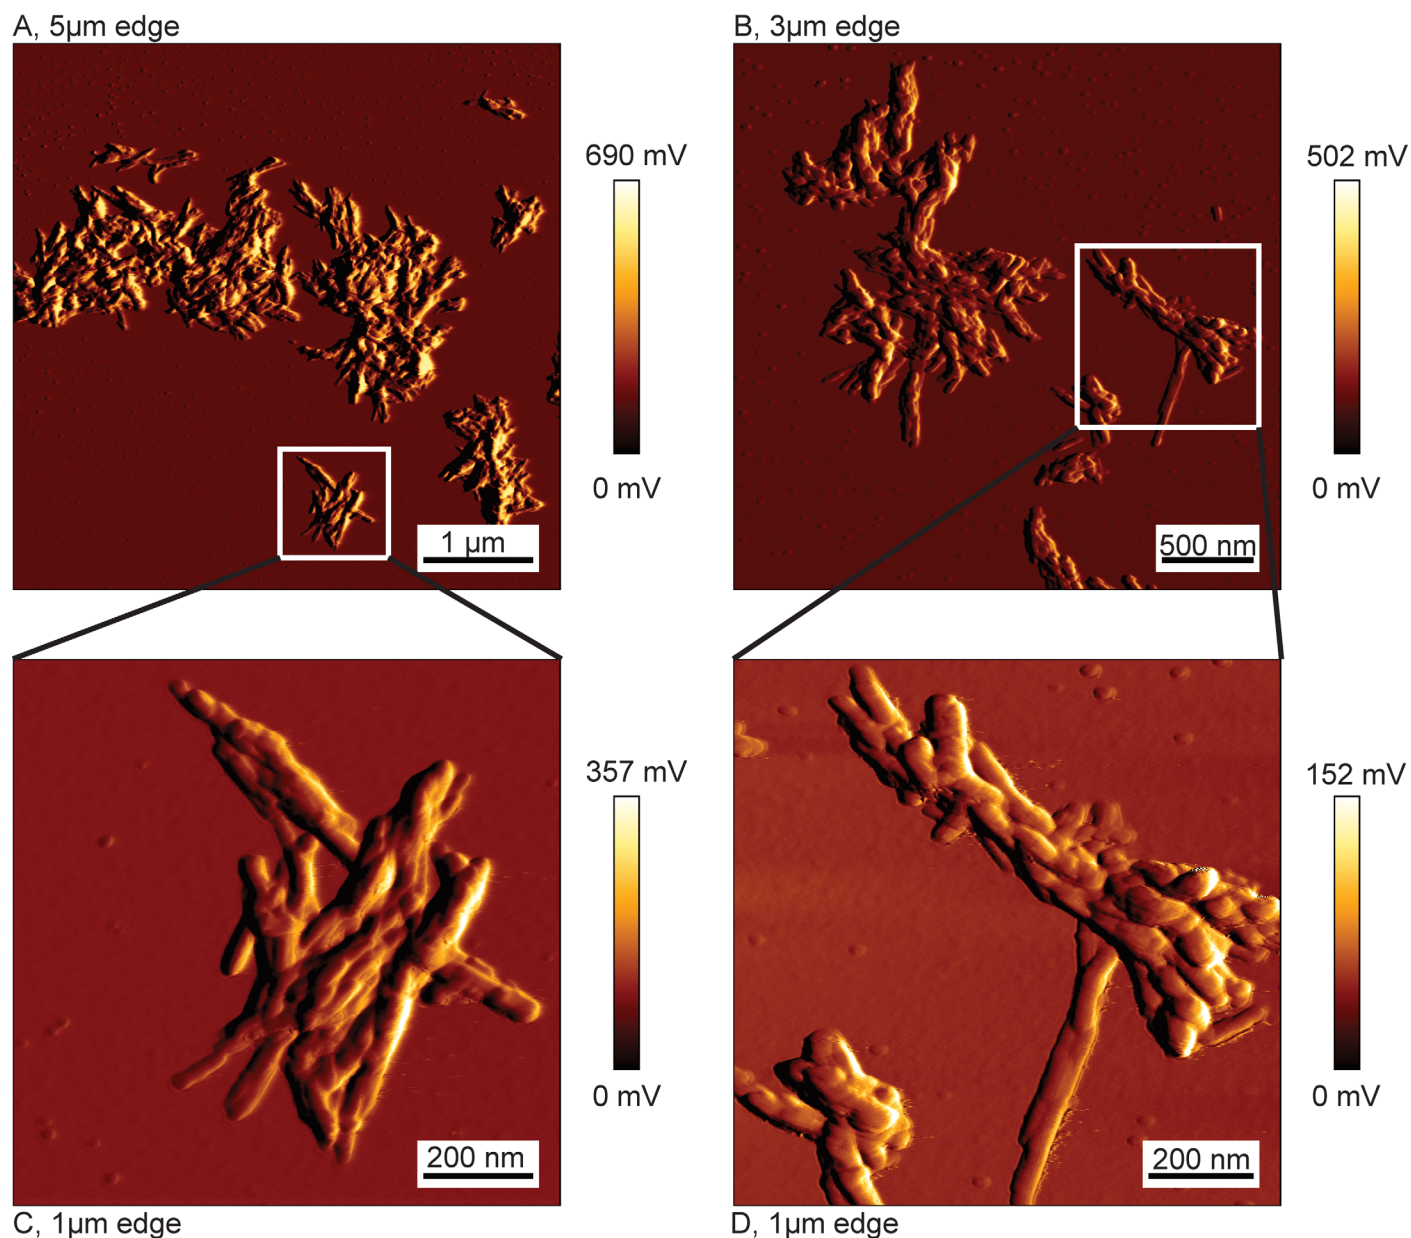 A, 5µm edge
B, 3µm edge
690 mV
0 mV
1 µm
502 mV
0 mV
500 nm
357 mV
0 mV
200 nm
152 mV
0 mV
200 nm
C, 1µm edge
D, 1µm edge